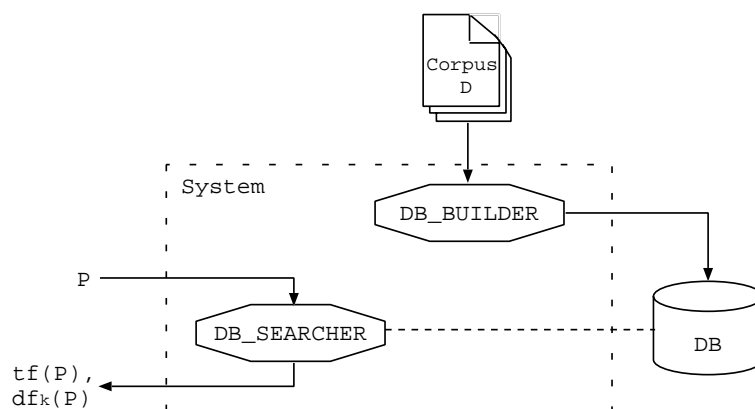 Corpus
D
System
DB_BUILDER
P
DB_SEARCHER
DB
tf(P),
dfk(P)